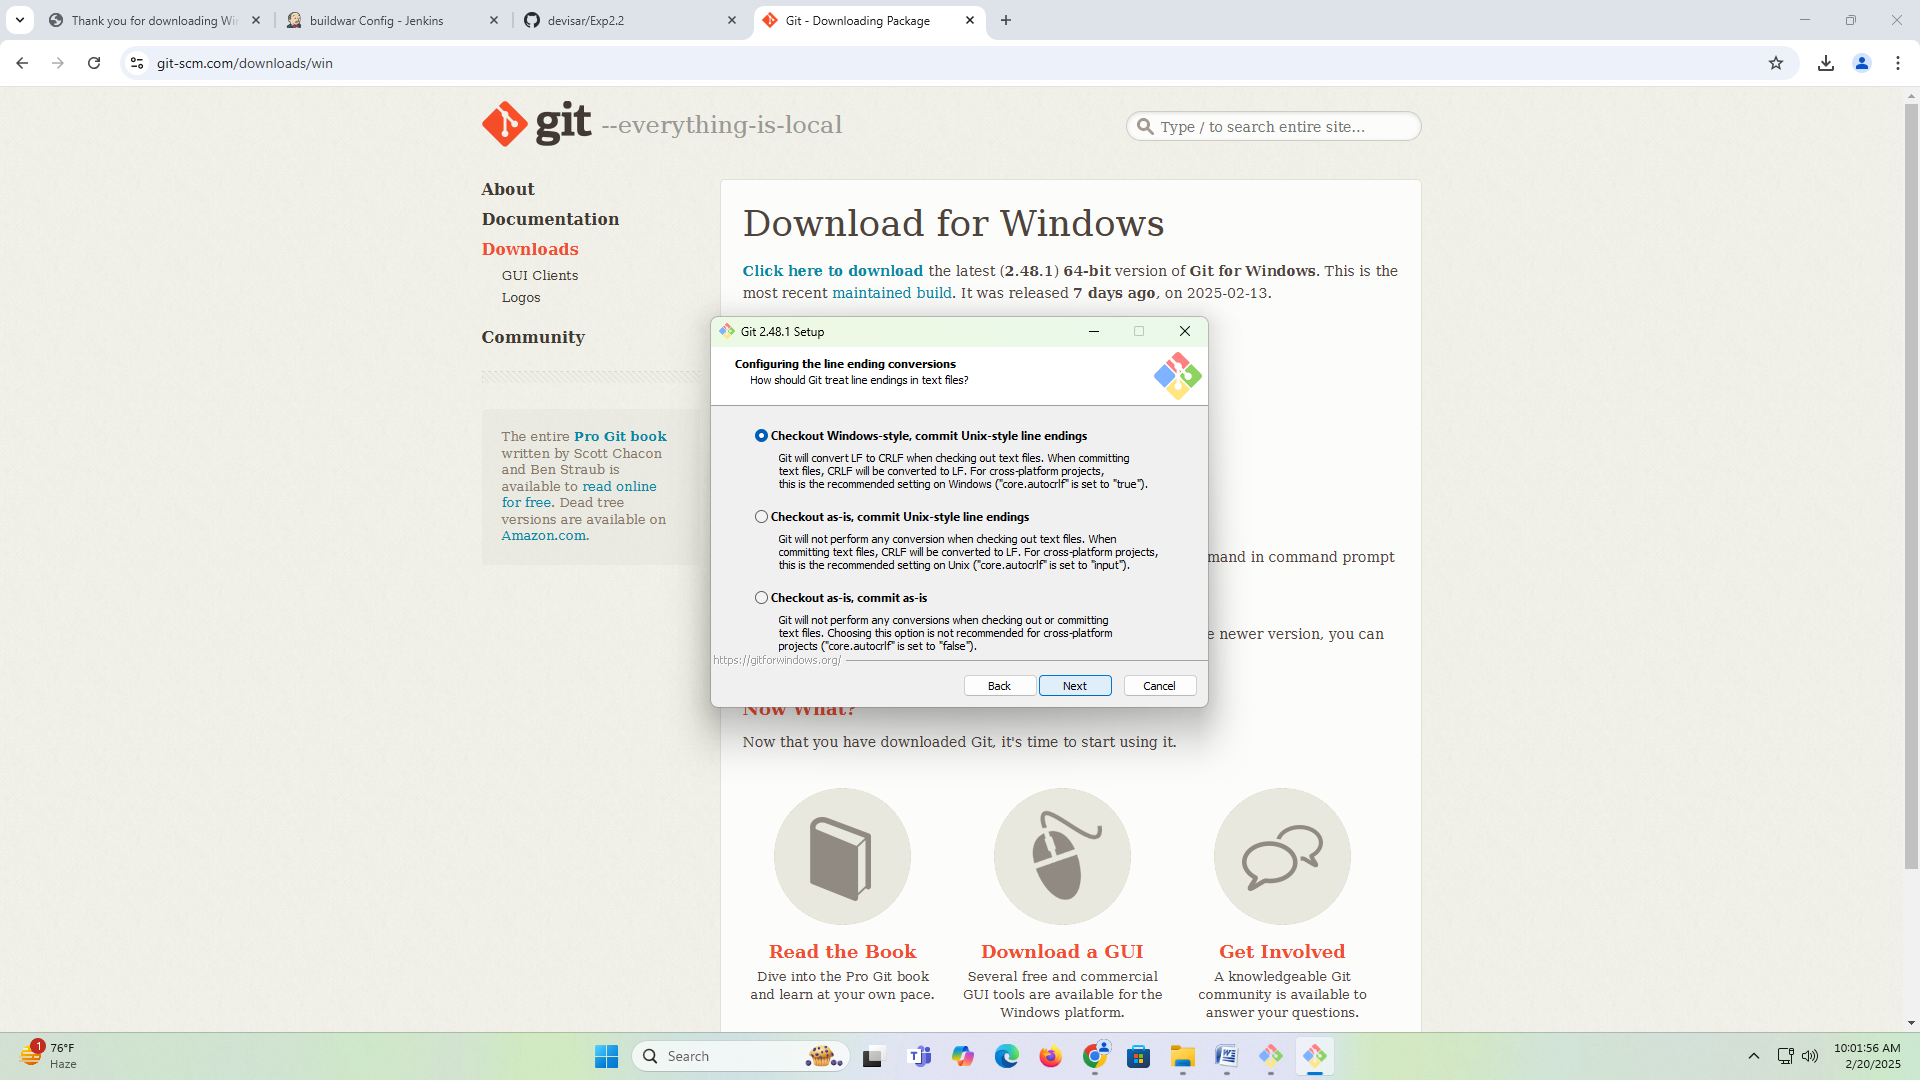 Thank you for downloading Win
buildwar Config - Jenkins
devisar/Exp2.2
Git - Downloading Package
git-scm.com/downloads/win
git --everything-is-local
Type / to search entire site...
About
Documentation
Downloads
GUI Clients
Logos
Community
The entire Pro Git book
written by Scott Chacon
and Ben Straub is
available to read online
for free. Dead tree
versions are available on
Amazon.com.
Download for Windows
Click here to download the latest (2.48.1) 64-bit version of Git for Windows. This is the
most recent maintained build. It was released 7 days ago, on 2025-02-13.
Git 2.48.1 Setup
Configuring the line ending conversions
How should Git treat line endings in text files?
Checkout Windows-style, commit Unix-style line endings
Git will convert LF to CRLF when checking out text files. When committing
text files, CRLF will be converted to LF. For cross-platform projects,
this is the recommended setting on Windows ("core.autocrlf" is set to "true").
Checkout as-is, commit Unix-style line endings
Git will not perform any conversion when checking out text files. When
committing text files, CRLF will be converted to LF. For cross-platform projects,
this is the recommended setting on Unix ("core.autocrlf" is set to "input").
Checkout as-is, commit as-is
Git will not perform any conversions when checking out or committing
text files. Choosing this option is not recommended for cross-platform
projects ("core.autocrlf" is set to "false").
https://gitforwindows.org/
Back
Next
Cancel
mand in command prompt
e newer version, you can
Now What?
Now that you have downloaded Git, it's time to start using it.
Read the Book
Dive into the Pro Git book
and learn at your own pace.
Download a GUI
Several free and commercial
GUI tools are available for the
Windows platform.
Get Involved
A knowledgeable Git
community is available to
answer your questions.
1
76°F
Haze
Search
10:01:56 AM
2/20/2025